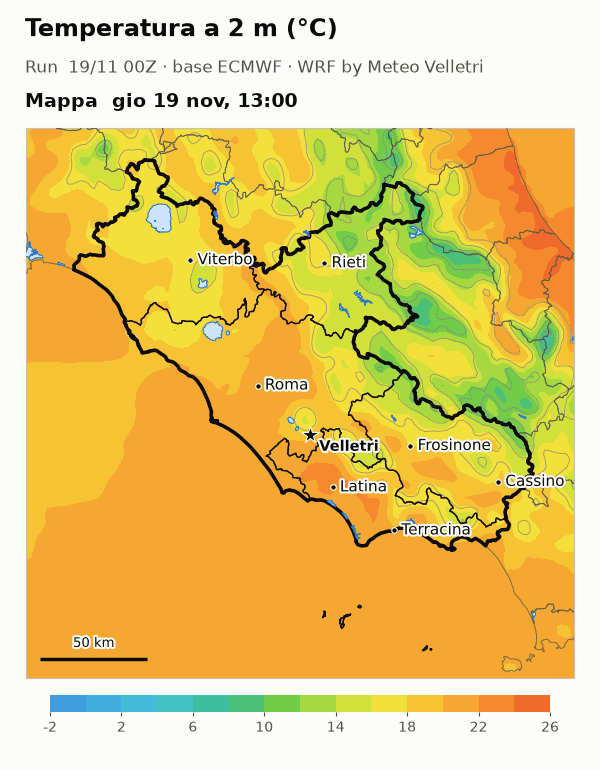 Temperatura a 2 m (°C)
Run  19/11 00Z · base ECMWF · WRF by Meteo Velletri
Mappa  gio 19 nov, 13:00
Viterbo
Rieti
Roma
Velletri
Frosinone
Latina
Cassino
Terracina
50 km
-2 2 6 10 14 18 22 26